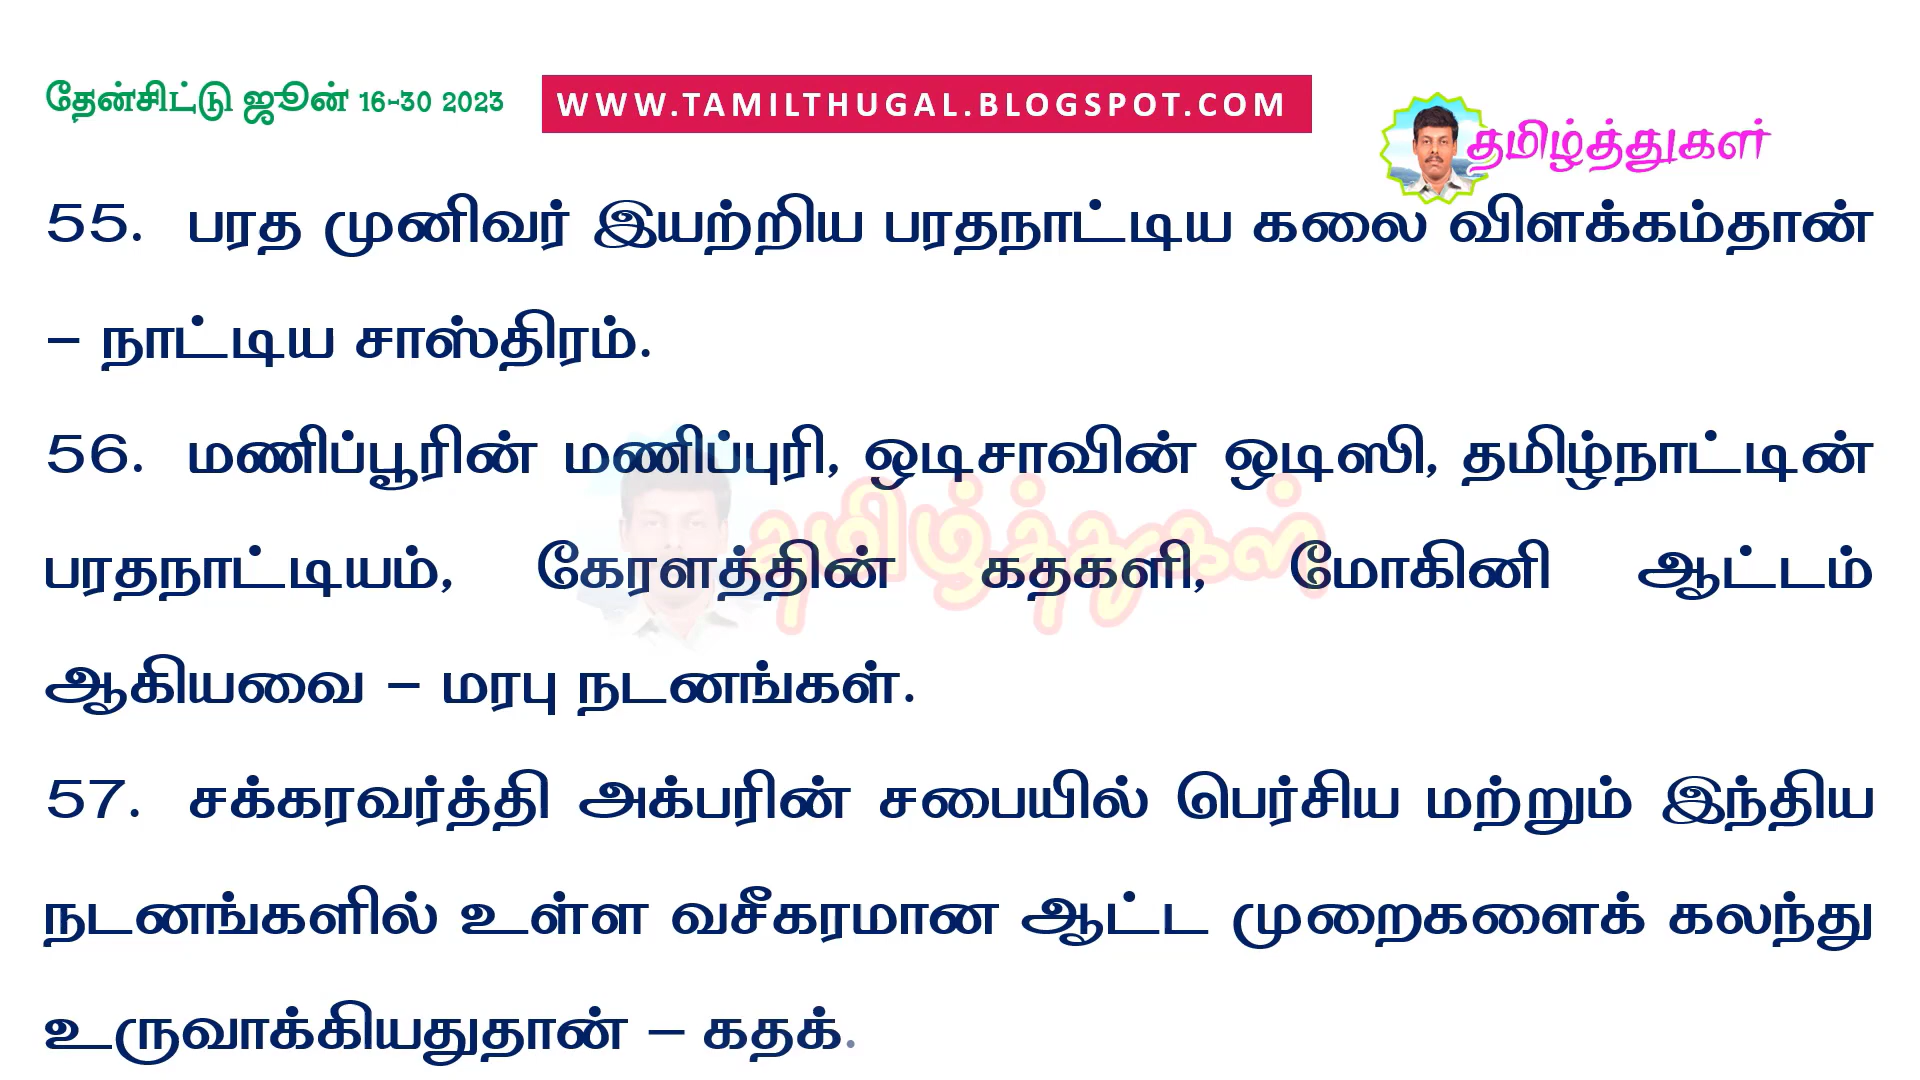 தேன்சிட்டு ஜூன் 16-30 2023
WWW.TAMILTHUGAL.BLOGSPOT.COM
தமிழ்த்துகள்
55. பரத முனிவர் இயற்றிய பரதநாட்டிய கலை விளக்கம்தான்
– நாட்டிய சாஸ்திரம்.
56. மணிப்பூரின் மணிப்புரி, ஒடிசாவின் ஒடிஸி, தமிழ்நாட்டின்
பரதநாட்டியம், கேரளத்தின் கதகளி, மோகினி ஆட்டம்
தமிழ்த்துகள்
ஆகியவை – மரபு நடனங்கள்.
57. சக்கரவர்த்தி அக்பரின் சபையில் பெர்சிய மற்றும் இந்திய
நடனங்களில் உள்ள வசீகரமான ஆட்ட முறைகளைக் கலந்து
உருவாக்கியதுதான் – கதக்.